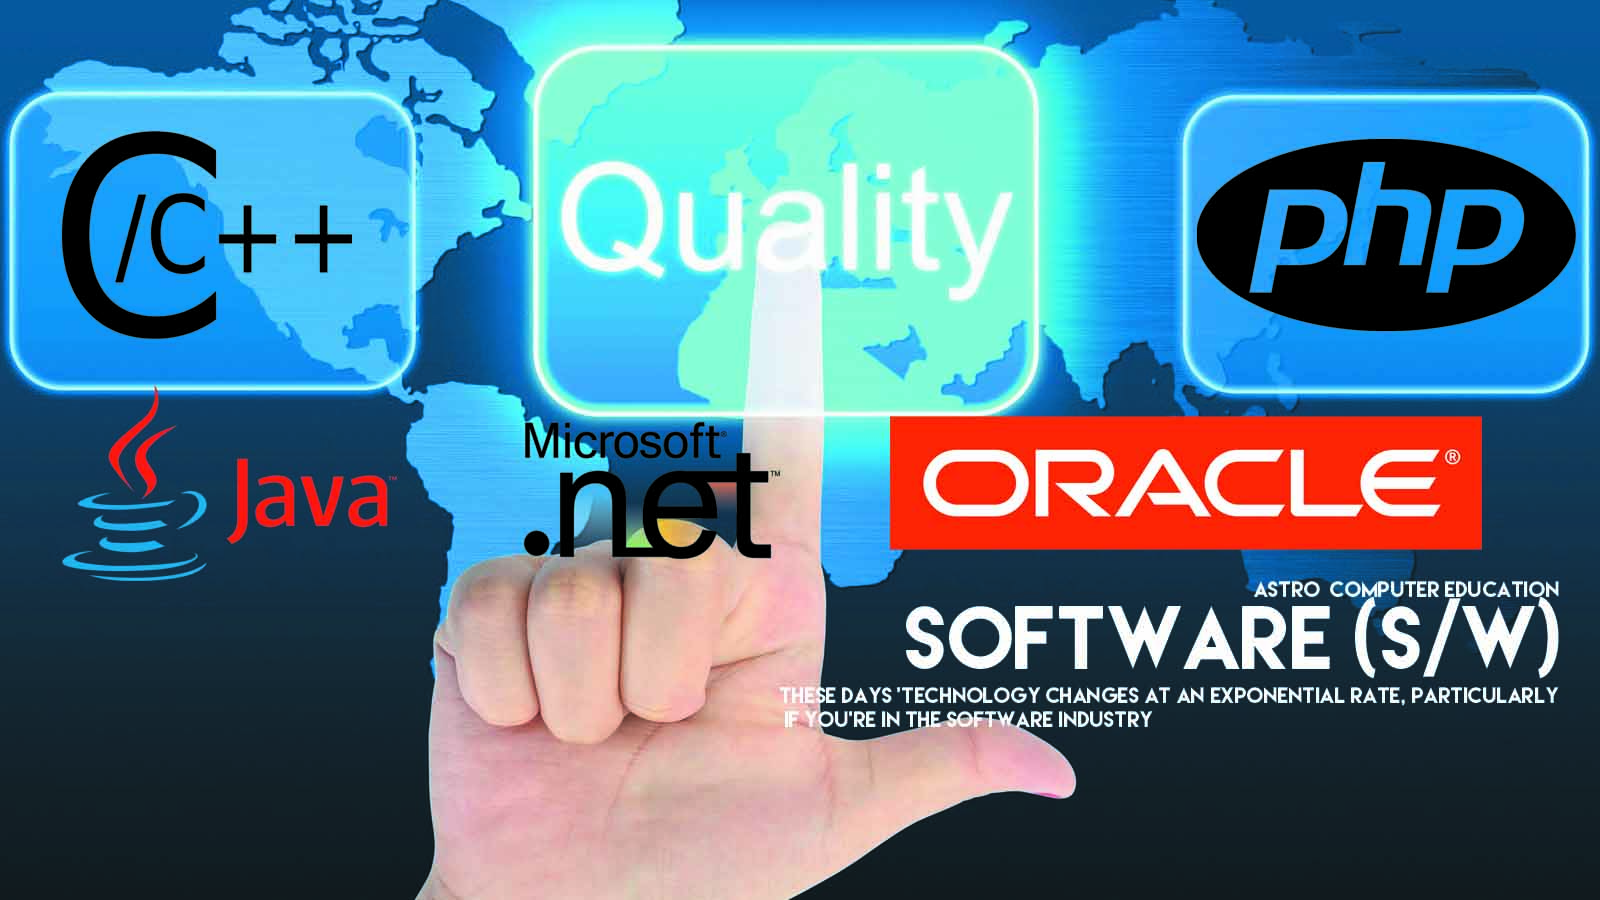 C/C++
Quality
php
Java™
Microsoft®
.net™
ORACLE®
ASTRO COMPUTER EDUCATION
SOFTWARE (S/W)
THESE DAYS 'TECHNOLOGY CHANGES AT AN EXPONENTIAL RATE, PARTICULARLY
IF YOU'RE IN THE SOFTWARE INDUSTRY